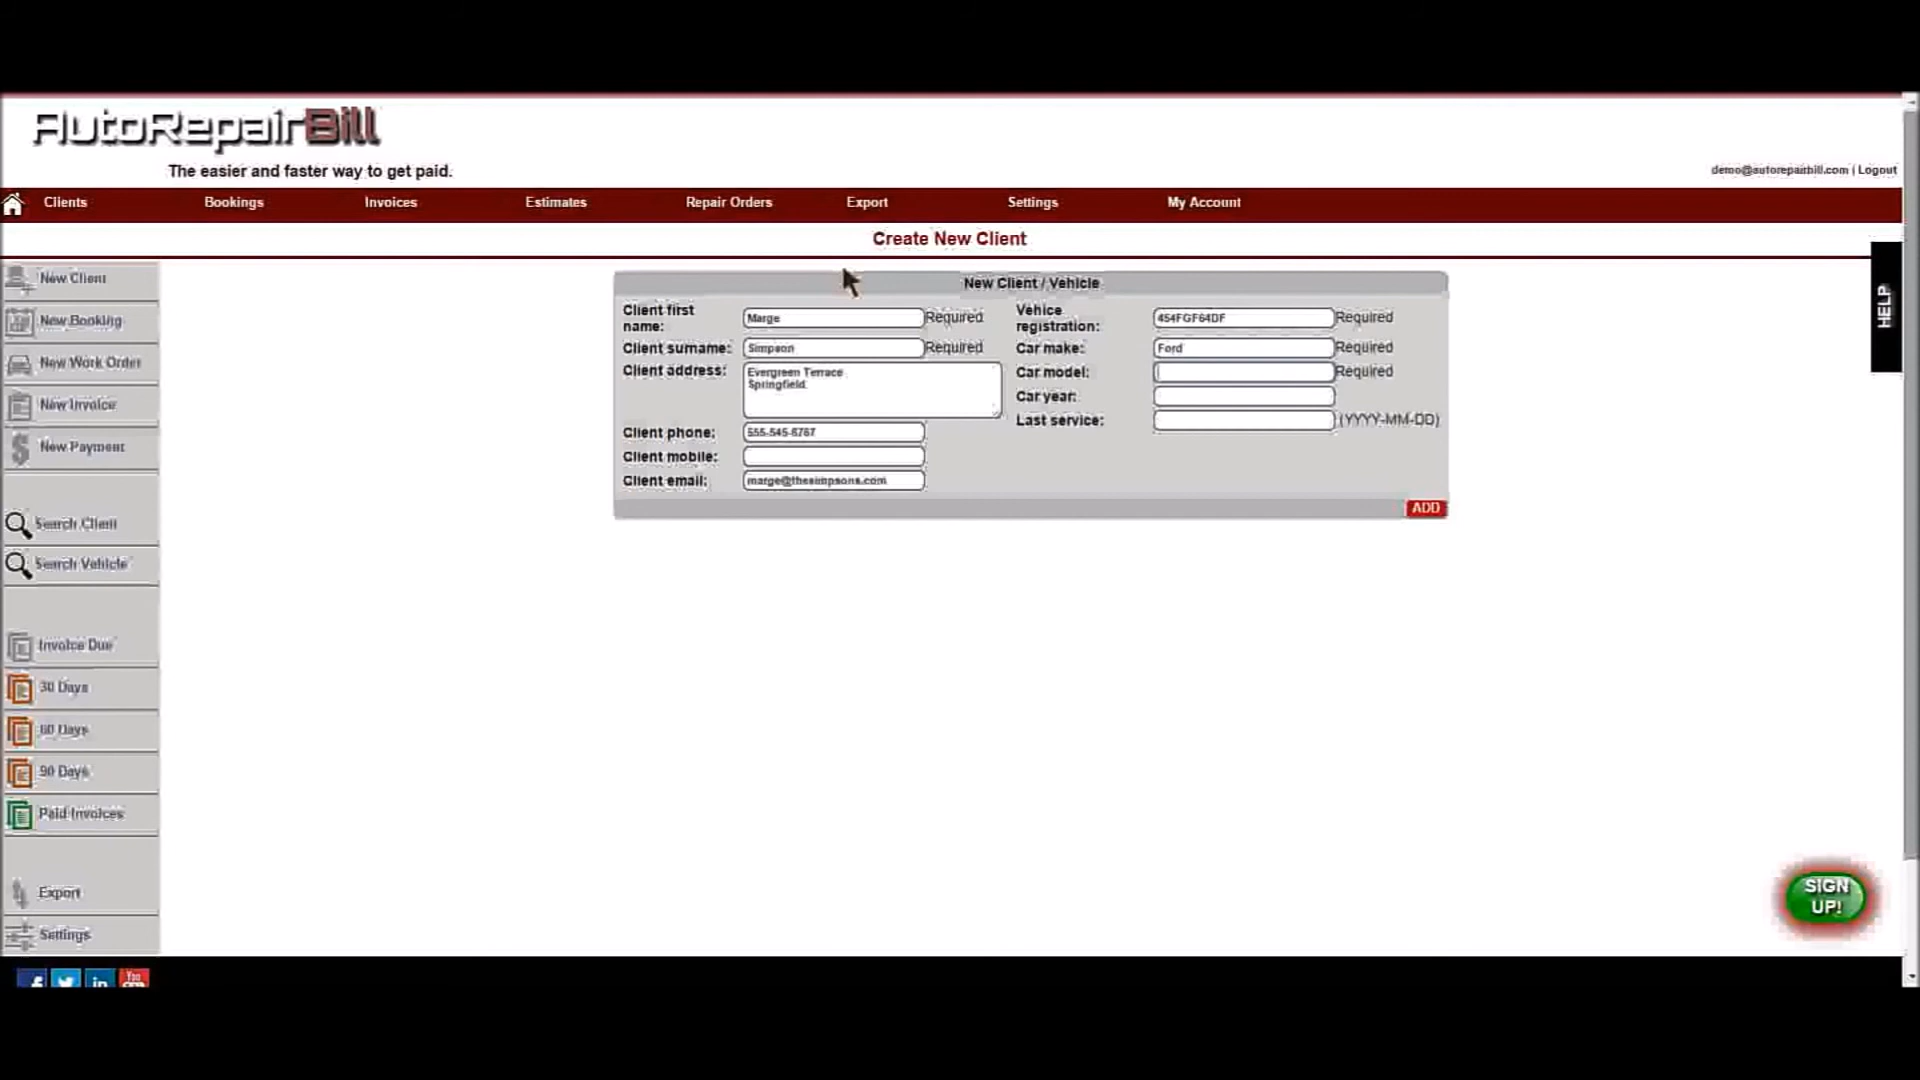 AutoRepairBill
The easier and faster way to get paid.
demo@autorepairbill.com | Logout
Clients Bookings Invoices Estimates Repair Orders Export Settings My Account
Create New Client
New Client
New Booking
New Work Order
New Invoice
New Payment
Search Client
Search Vehicle
Invoice Due
30 Days
60 Days
90 Days
Paid Invoices
Export
Settings
New Client / Vehicle
Client first name: Marge Required
Client surname: Simpson Required
Client address: Evergreen Terrace
Springfield
Client phone: 555-545-6767
Client mobile:
Client email: marge@thesimpsons.com
Vehice registration: 454FGF64DF Required
Car make: Ford Required
Car model: Required
Car year:
Last service: (YYYY-MM-DD)
ADD
HELP
SIGN
UP!